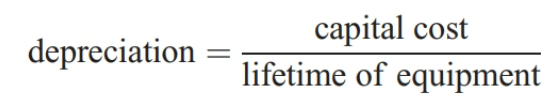 depreciation = capital cost
lifetime of equipment